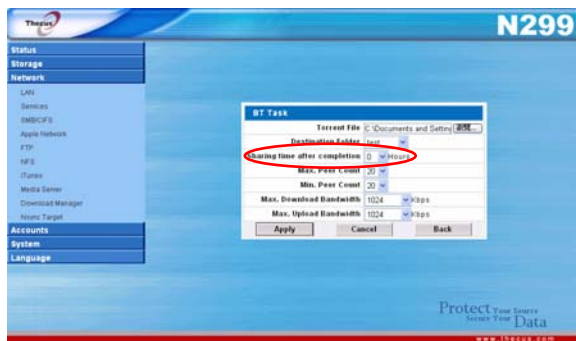 Thecus
N299
Status
Storage
Network
LAN
Services
SMB/CIFS
Apple Network
FTP
NFS
iTunes
Media Server
Download Manager
Nsync Target
Accounts
System
Language
BT Task
Torrent File C:\Documents and Setting
Destination Folder test
Sharing time after completion 0 Hours
Max. Peer Count 20
Min. Peer Count 20
Max. Download Bandwidth 1024 Kbps
Max. Upload Bandwidth 1024 Kbps
Apply Cancel Back
Protect Your Source
Secure Your Data
www.thecus.com